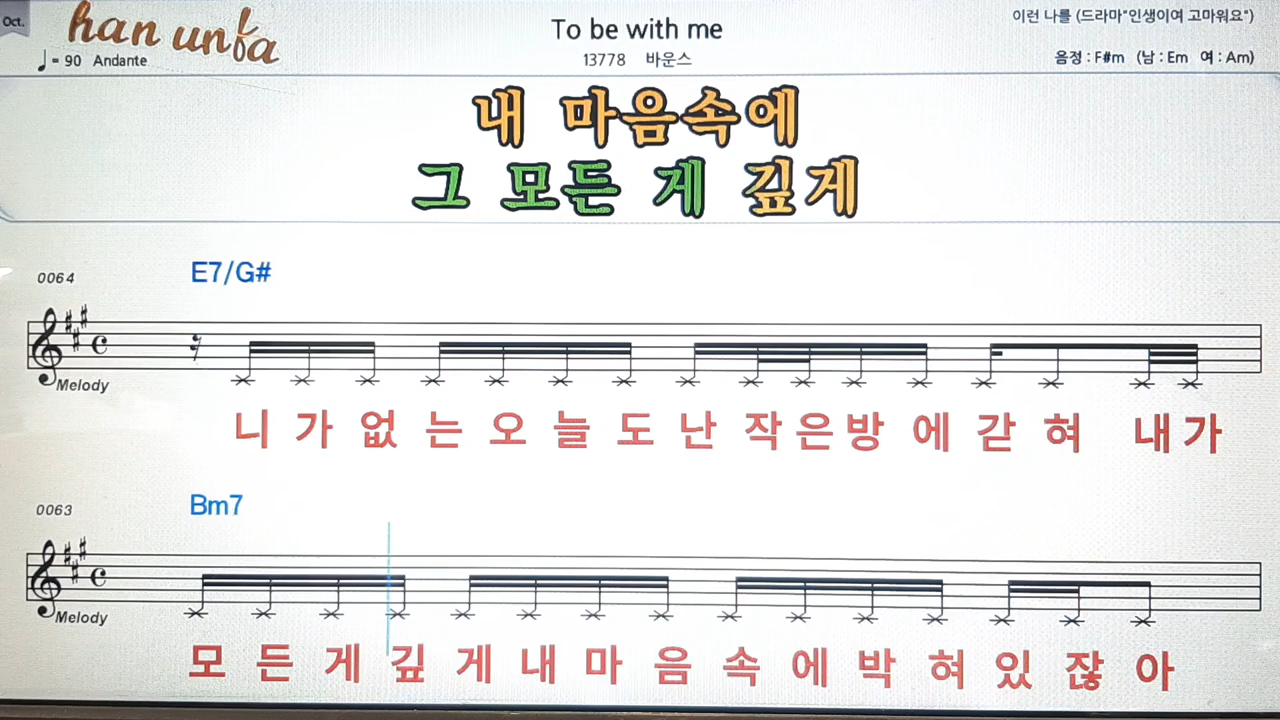 Oct.
han unfa
♩= 90 Andante
To be with me
13778 바운스
이런 나를 (드라마"인생이여 고마워요")
음정 : F#m (남 : Em 여 : Am)
내 마음속에
그 모든 게 깊게
0064
E7/G#
Melody
니 가 없 는 오 늘 도 난 작 은 방 에 갇 혀 내 가
0063
Bm7
Melody
모 든 게 깊 게 내 마 음 속 에 박 혀 있 잖 아